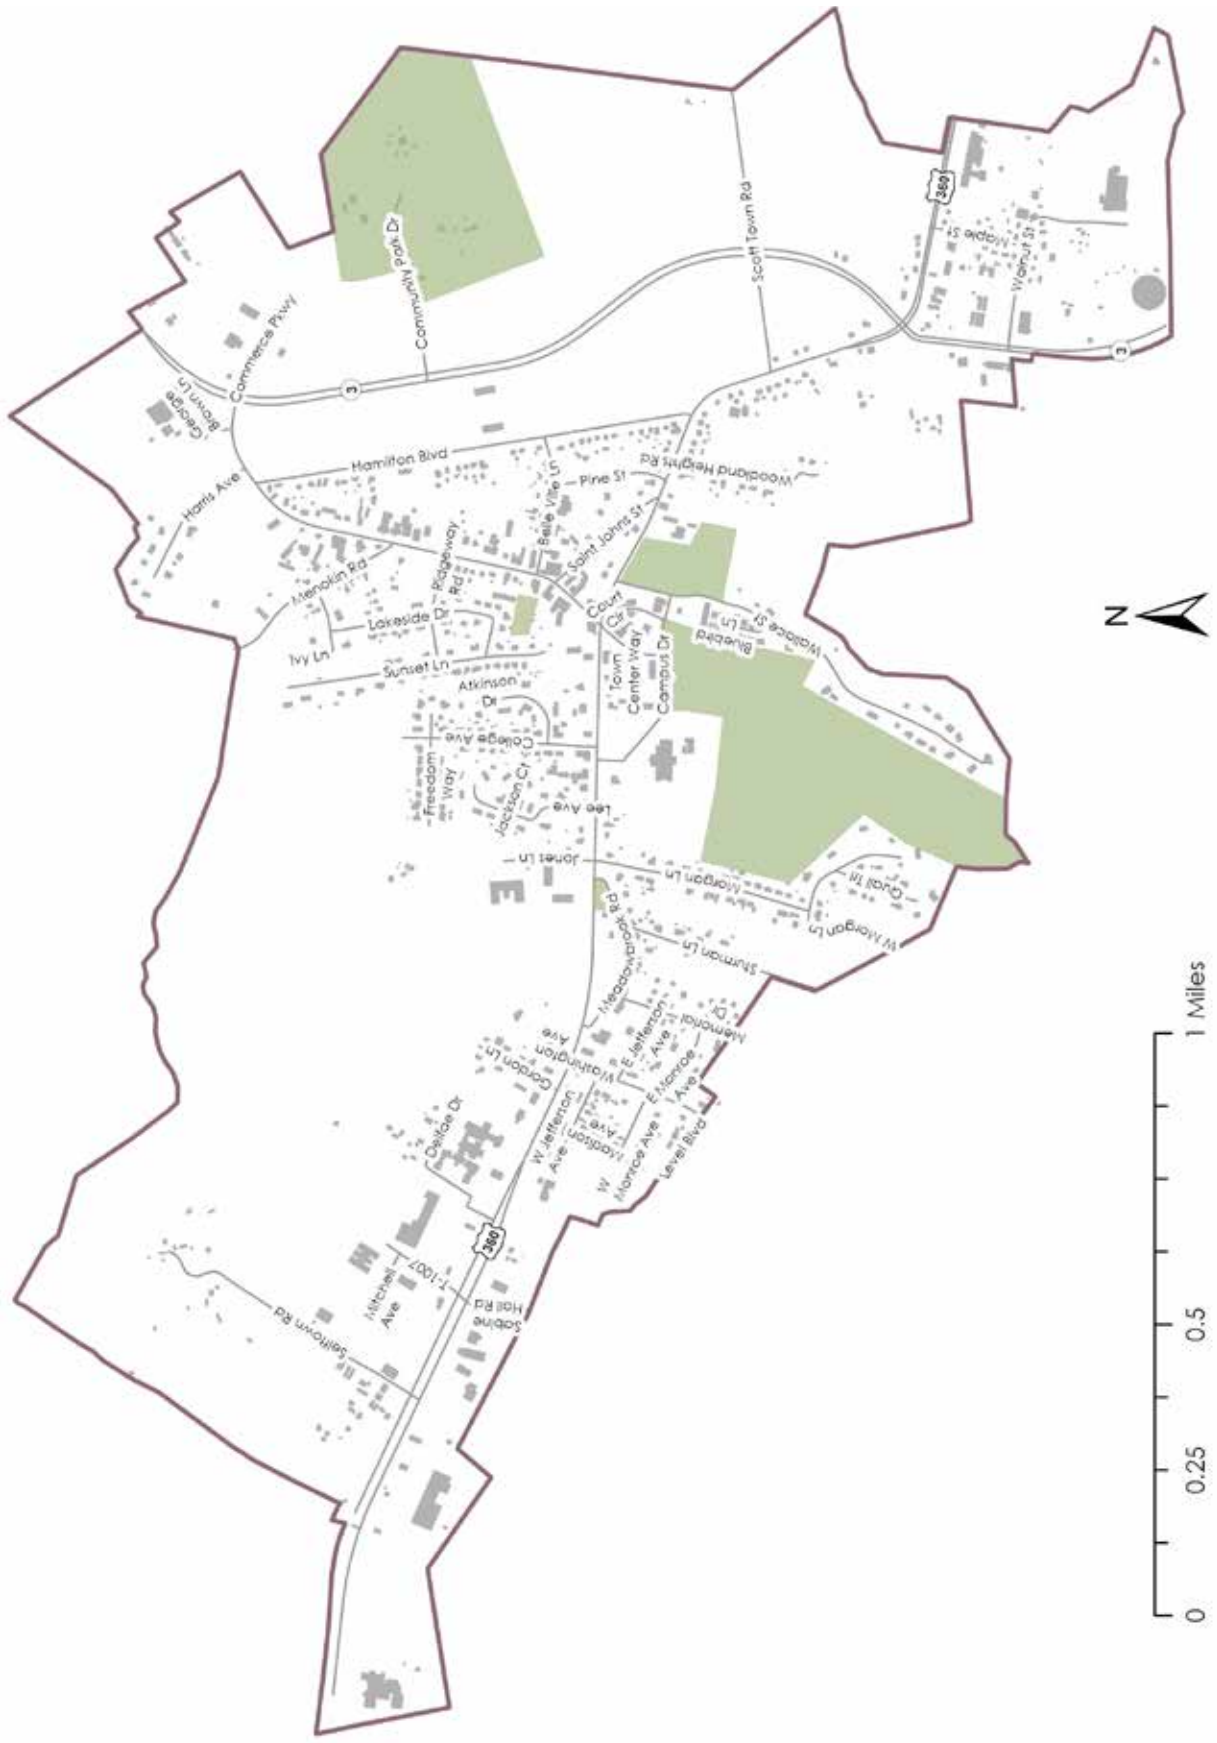 George
Brown Ln
Commerce Pkwy
Community Park Dr
3
Harris Ave
Hamilton Blvd
Scott Town Rd
360
Maple St
Walnut St
3
Menokin Rd
Ridgeway
Rd
Belle Ville Ln
Pine St
Woodland Heights Rd
Saint Johns St
Lakeside Dr
Ivy Ln
Sunset Ln
Court
Cir
Town
Center Way
Campus Dr
Bluebird
Ln
Wallace St
Atkinson
Dr
College Ave
Freedom
Way
Jackson Ct
Lee Ave
Jones Ln
Morgan Ln
Quail Trl
W Morgan Ln
Meadowbrook Rd
Sturman Ln
Gordon Ln
Washington
Ave
E Jefferson
Ave
Memorial
Dr
E Monroe
Ave
Delfae Dr
W Jefferson
Ave
Madison
Ave
W
Monroe Ave
Level Blvd
360
T-1007
Mitchell
Ave
Sabine
Hall Rd
Selftown Rd
N
0
0.25
0.5
1 Miles